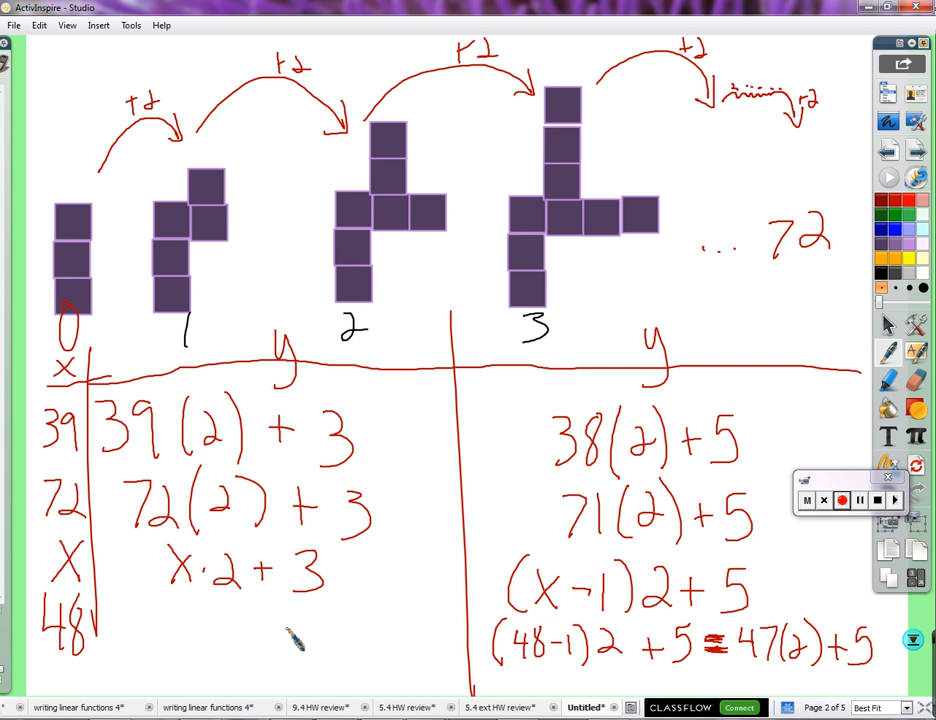 ActivInspire - Studio
File Edit View Insert Tools Help
+2 +2 +2 +2 +2
... 72
0 1 2 3
x y y
39 39(2) + 3 38(2) + 5
72 72(2) + 3 71(2) + 5
x x·2 + 3 (x-1)2 + 5
48 (48-1)2 + 5 = 47(2) + 5
M
T π
writing linear functions 4* writing linear functions 4* 9.4 HW review* 5.4 HW review* 5.4 ext HW review* Untitled* CLASSFLOW Connect Page 2 of 5 Best Fit